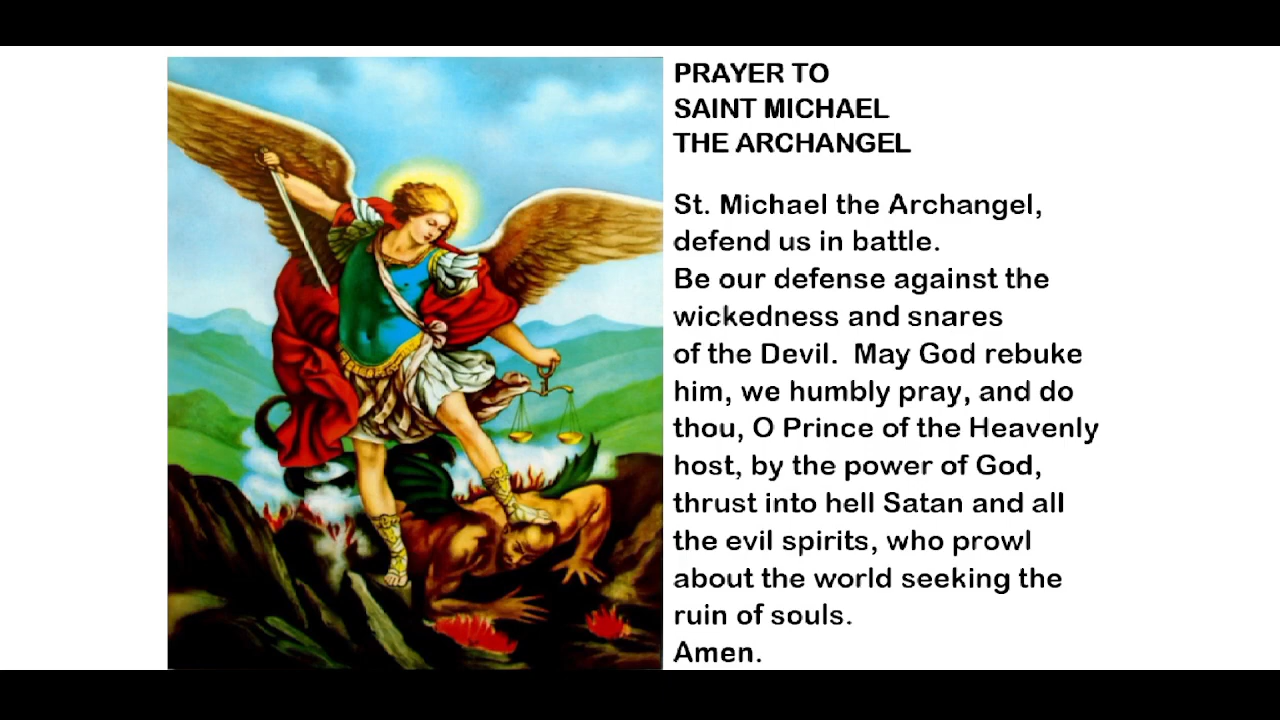 PRAYER TO
SAINT MICHAEL
THE ARCHANGEL
St. Michael the Archangel,
defend us in battle.
Be our defense against the
wickedness and snares
of the Devil.  May God rebuke
him, we humbly pray, and do
thou, O Prince of the Heavenly
host, by the power of God,
thrust into hell Satan and all
the evil spirits, who prowl
about the world seeking the
ruin of souls.
Amen.